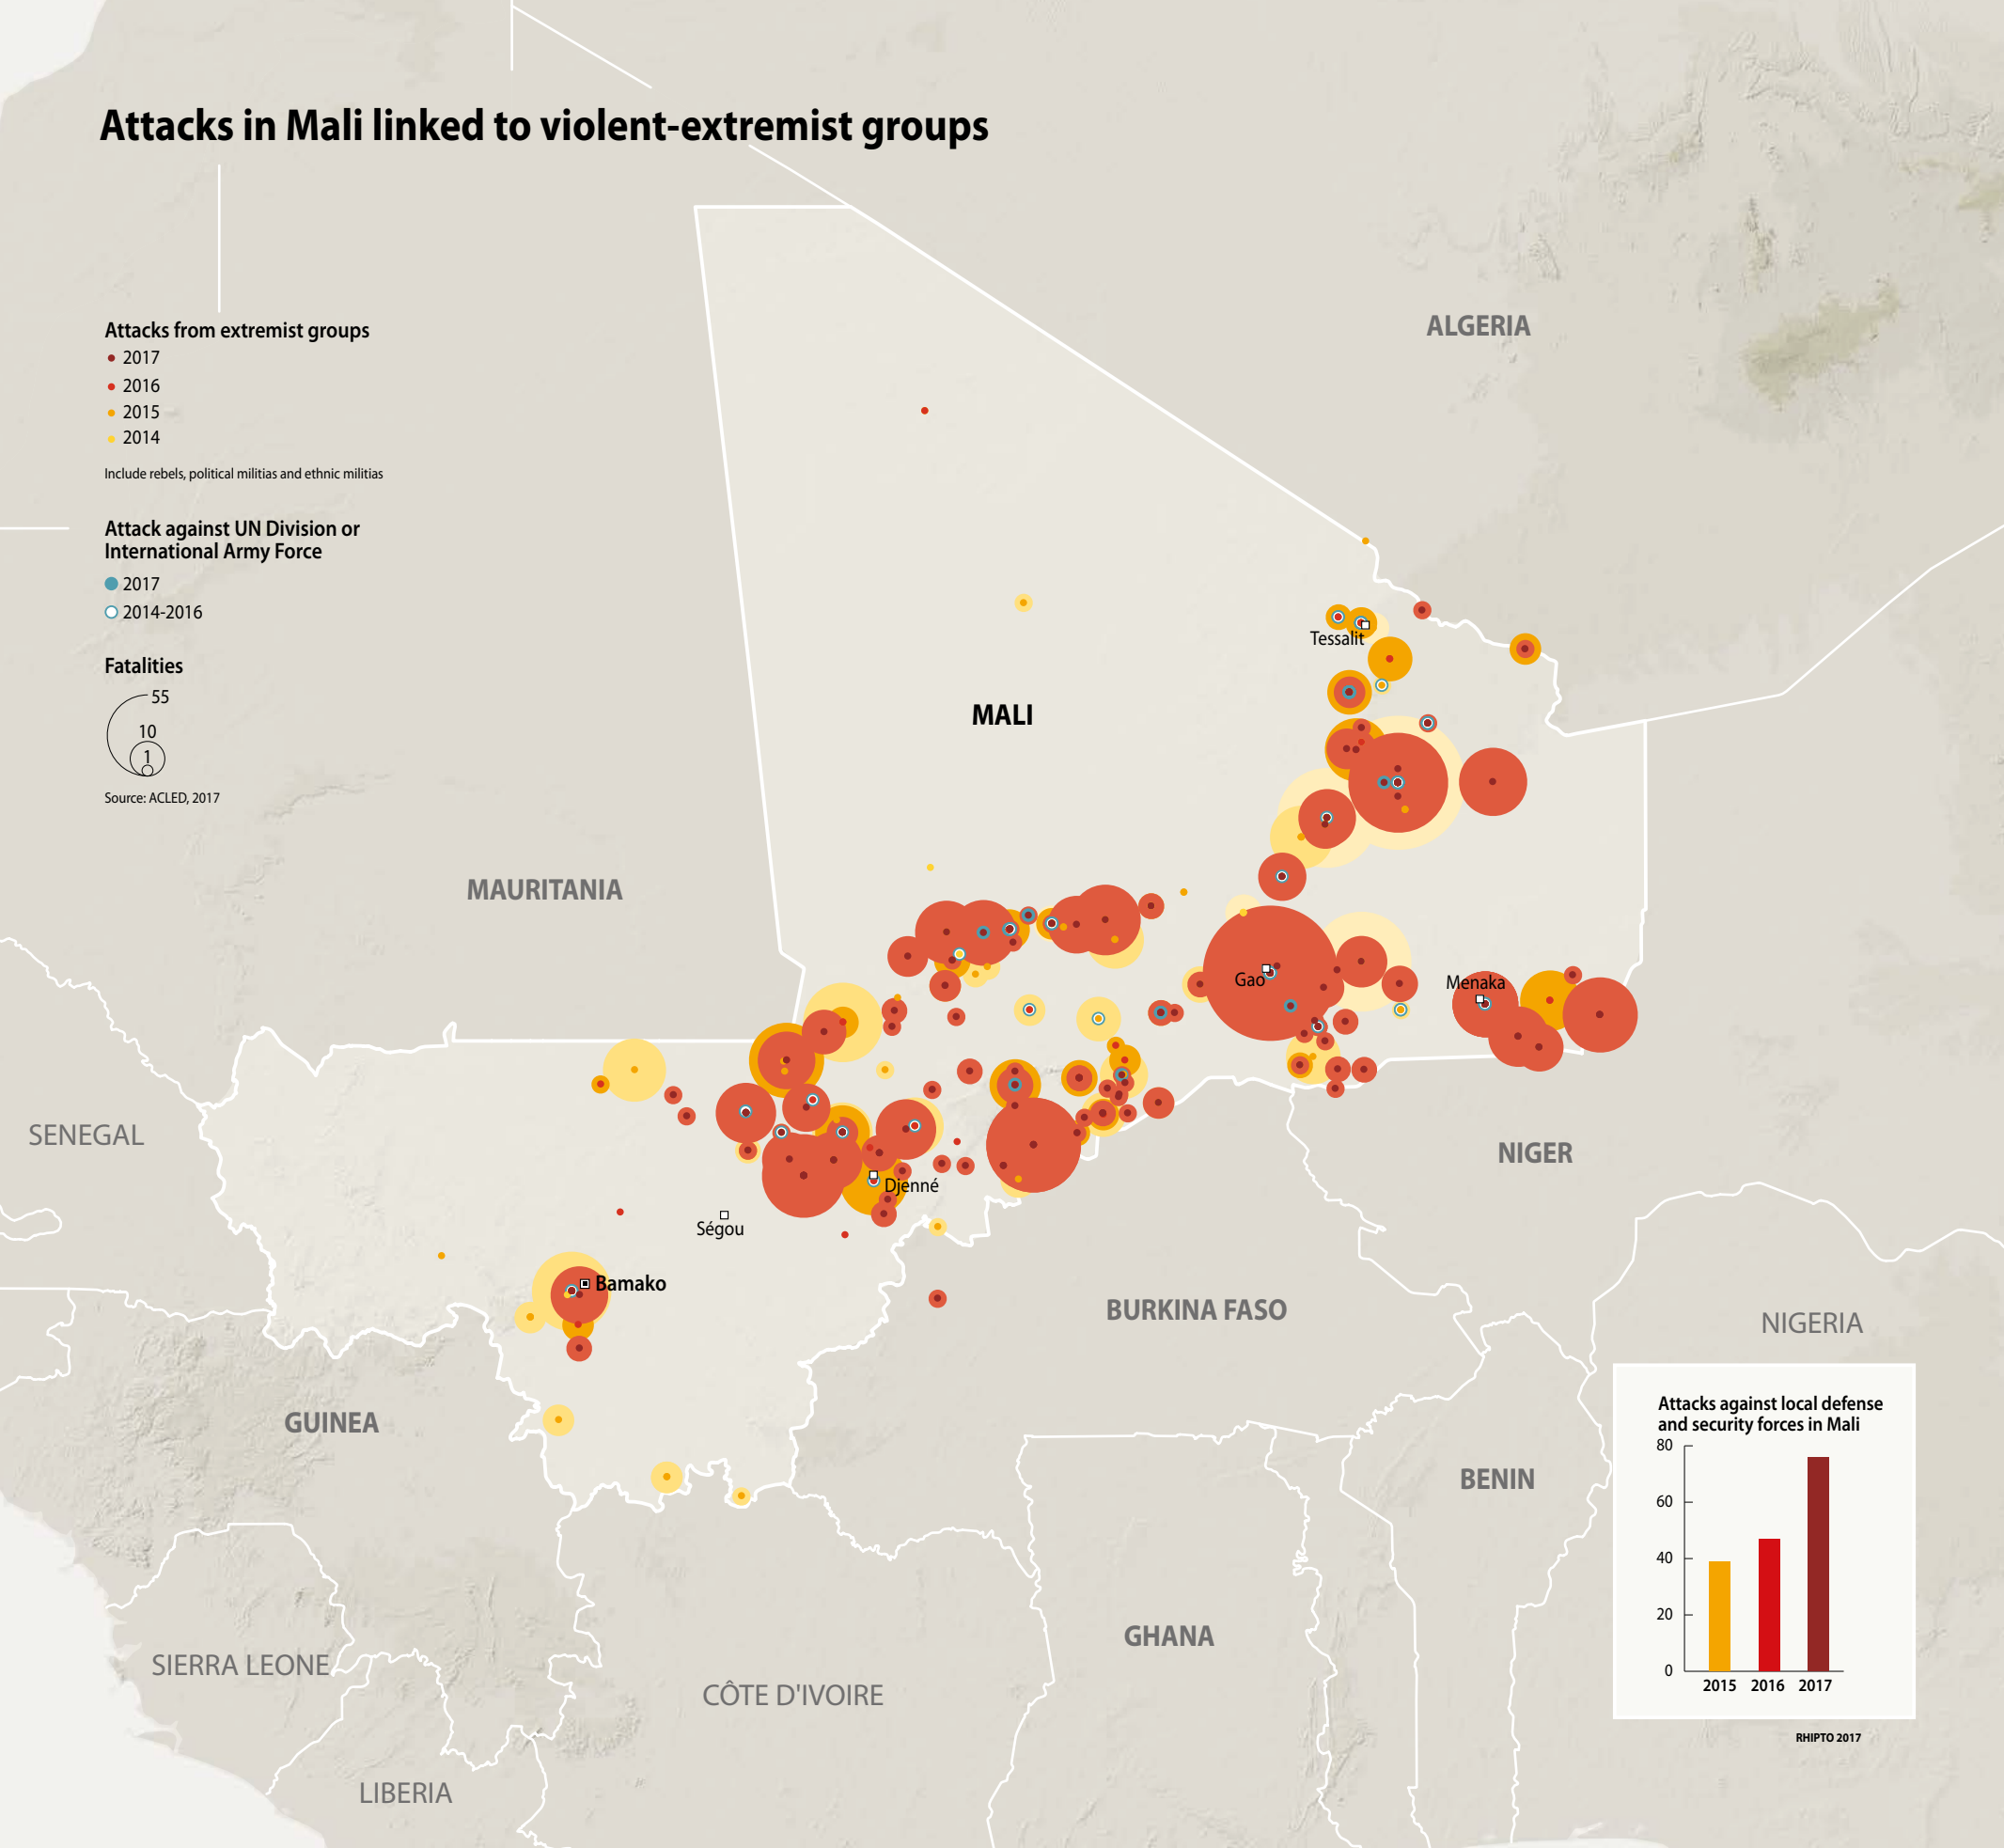 Attacks in Mali linked to violent-extremist groups
Attacks from extremist groups
2017
2016
2015
2014
Include rebels, political militias and ethnic militias
Attack against UN Division or
International Army Force
2017
2014-2016
Fatalities
55
10
1
Source: ACLED, 2017
ALGERIA
Tessalit
MALI
MAURITANIA
Gao
Menaka
SENEGAL
NIGER
Djenné
Ségou
Bamako
BURKINA FASO
NIGERIA
GUINEA
BENIN
GHANA
SIERRA LEONE
CÔTE D'IVOIRE
LIBERIA
Attacks against local defense
and security forces in Mali
80
60
40
20
0
2015 2016 2017
RHIPTO 2017